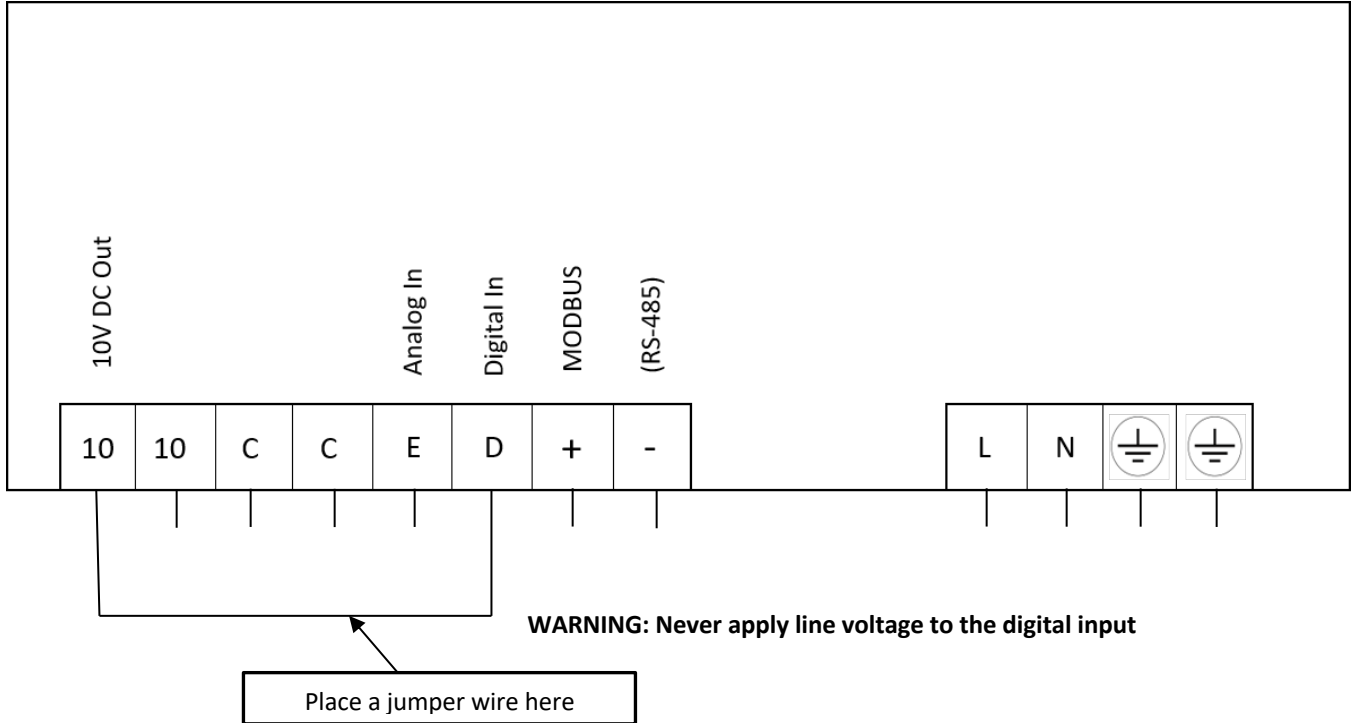 10V DC Out
Analog In
Digital In
MODBUS
(RS-485)
10 10 C C E D + -
L N
WARNING: Never apply line voltage to the digital input
Place a jumper wire here